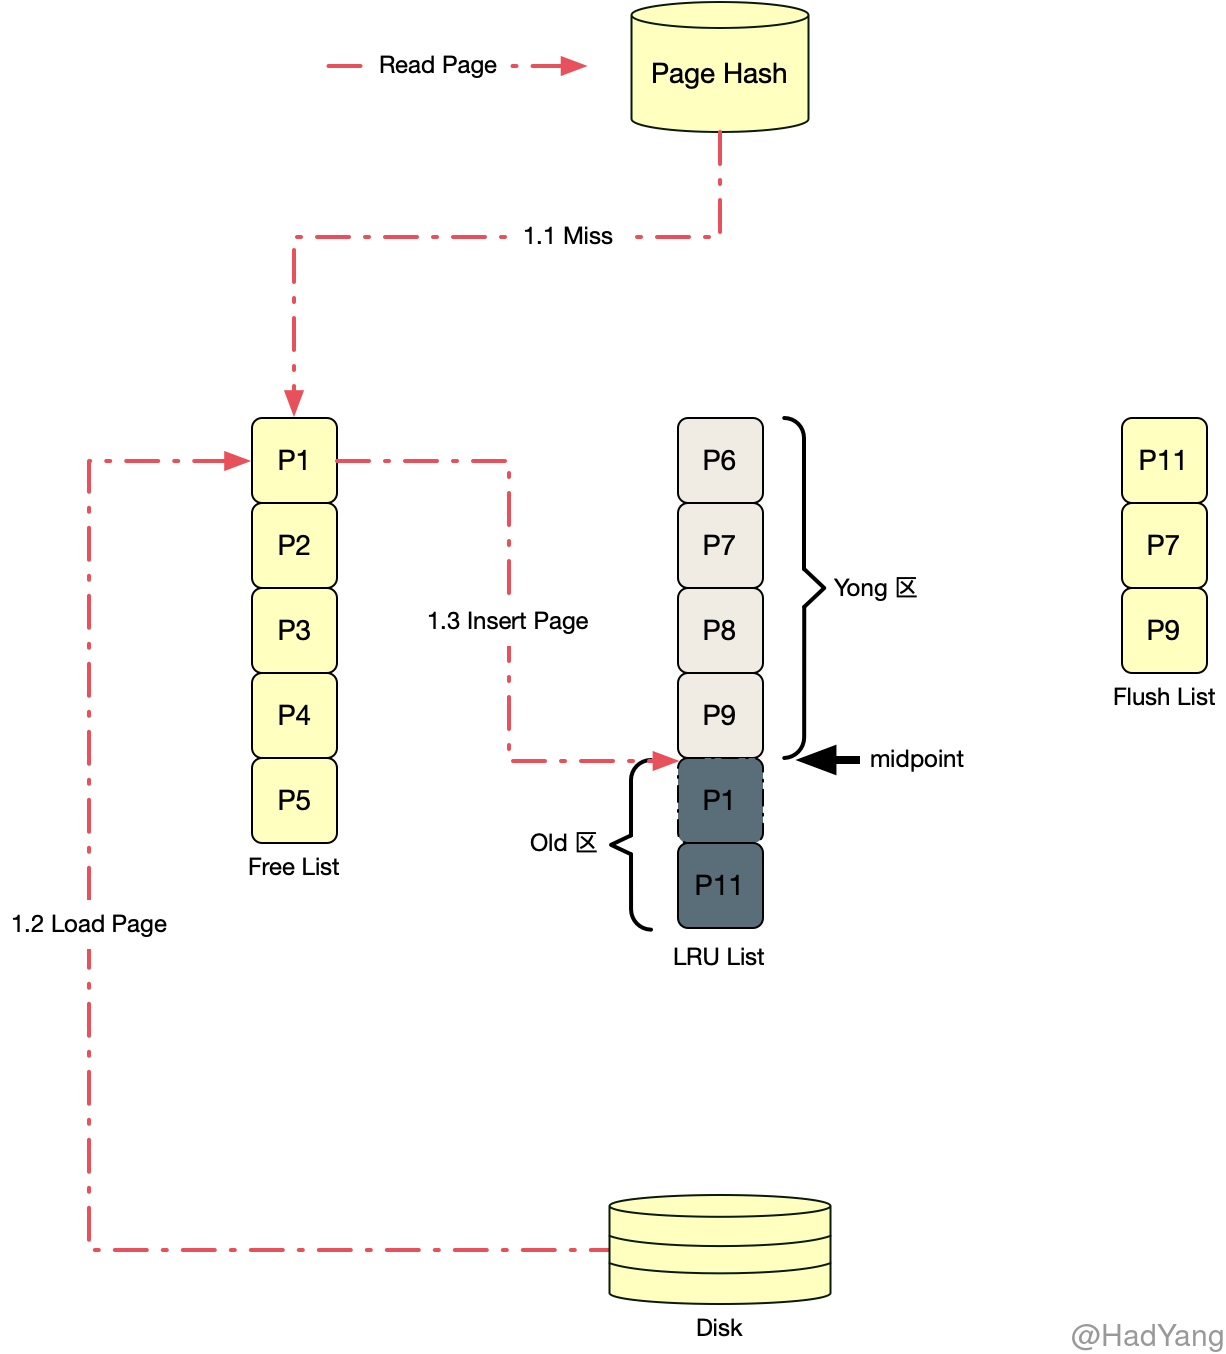 Read Page
Page Hash
1.1 Miss
P1
P2
P3
P4
P5
Free List
1.2 Load Page
1.3 Insert Page
P6
P7
P8
P9
P1
P11
LRU List
Yong 区
midpoint
Old 区
P11
P7
P9
Flush List
Disk
@HadYang